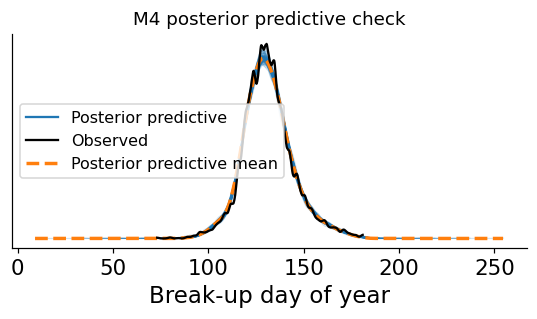 M4 posterior predictive check
Posterior predictive
Observed
Posterior predictive mean
0 50 100 150 200 250
Break-up day of year